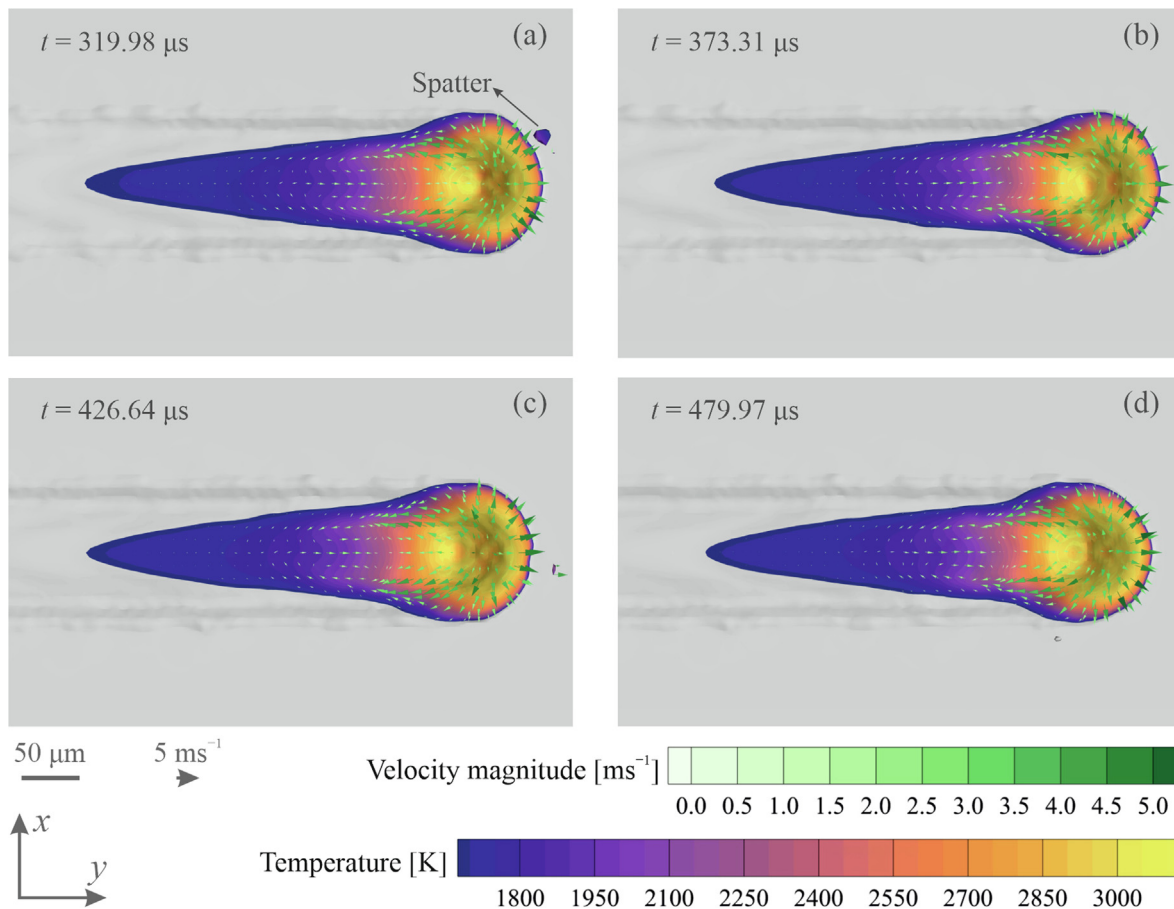 t = 319.98 μs
(a)
Spatter
t = 373.31 μs
(b)
t = 426.64 μs
(c)
t = 479.97 μs
(d)
50 μm
5 ms⁻¹
Velocity magnitude [ms⁻¹]
0.0 0.5 1.0 1.5 2.0 2.5 3.0 3.5 4.0 4.5 5.0
x
y
Temperature [K]
1800 1950 2100 2250 2400 2550 2700 2850 3000